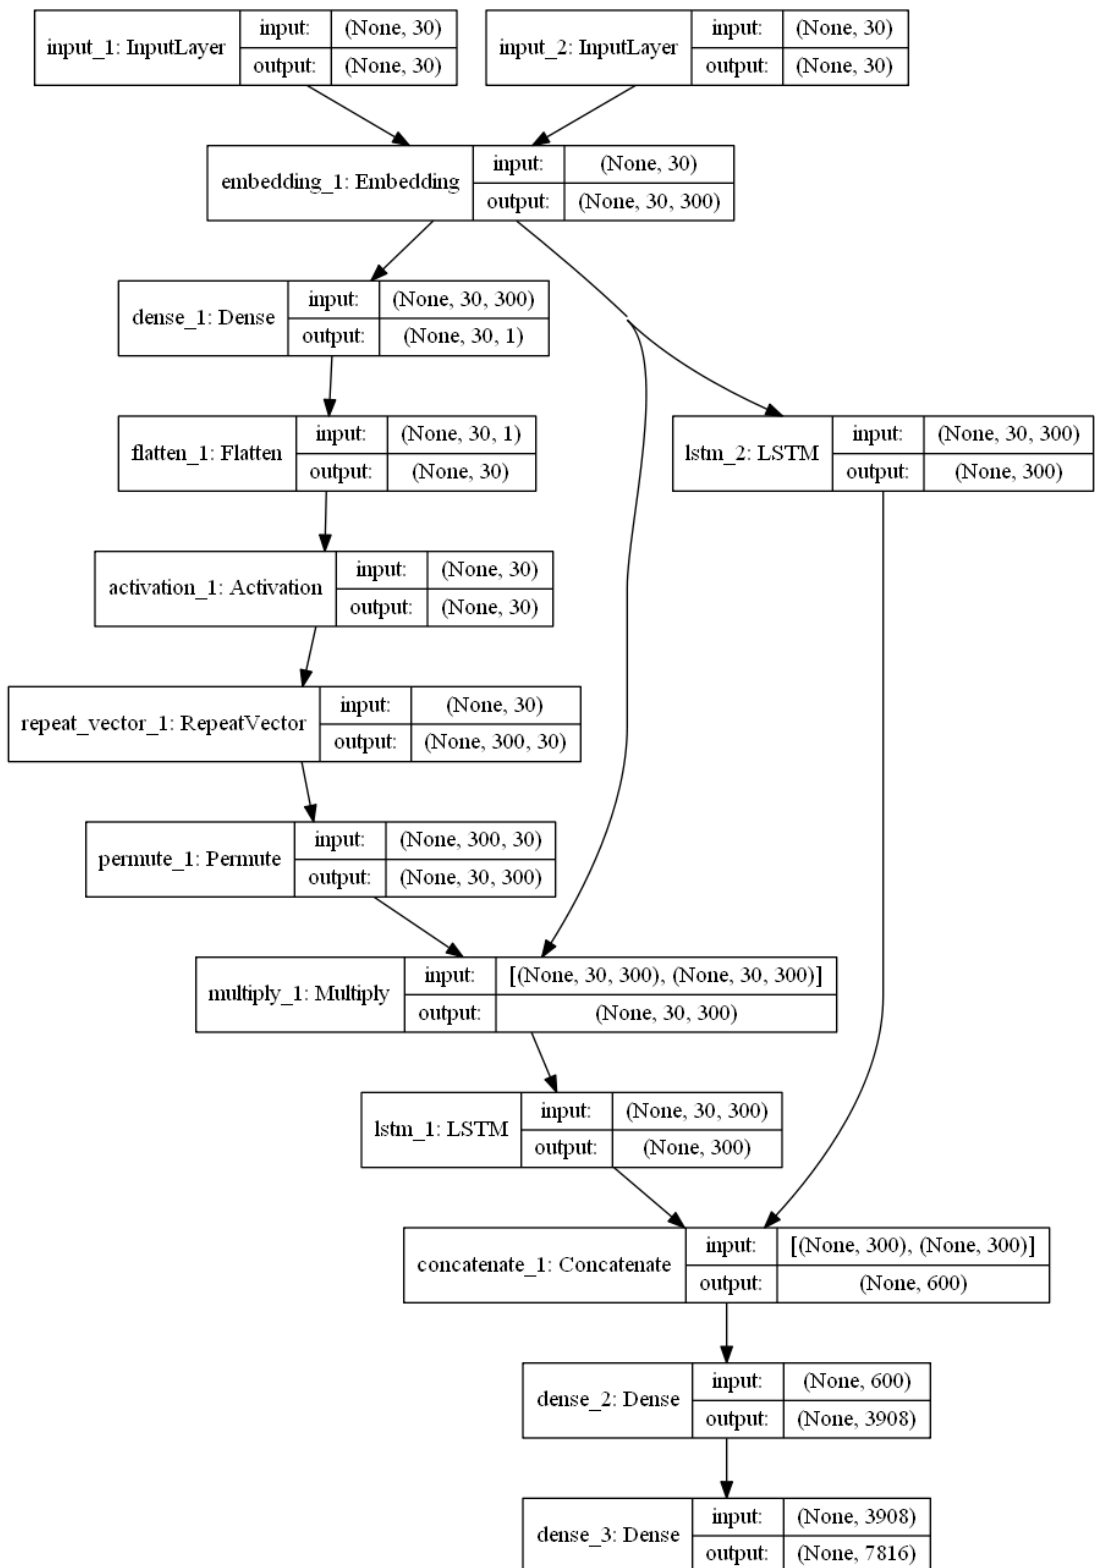 input_1: InputLayer input: (None, 30)
output: (None, 30)
input_2: InputLayer input: (None, 30)
output: (None, 30)
embedding_1: Embedding input: (None, 30)
output: (None, 30, 300)
dense_1: Dense input: (None, 30, 300)
output: (None, 30, 1)
flatten_1: Flatten input: (None, 30, 1)
output: (None, 30)
lstm_2: LSTM input: (None, 30, 300)
output: (None, 300)
activation_1: Activation input: (None, 30)
output: (None, 30)
repeat_vector_1: RepeatVector input: (None, 30)
output: (None, 300, 30)
permute_1: Permute input: (None, 300, 30)
output: (None, 30, 300)
multiply_1: Multiply input: [(None, 30, 300), (None, 30, 300)]
output: (None, 30, 300)
lstm_1: LSTM input: (None, 30, 300)
output: (None, 300)
concatenate_1: Concatenate input: [(None, 300), (None, 300)]
output: (None, 600)
dense_2: Dense input: (None, 600)
output: (None, 3908)
dense_3: Dense input: (None, 3908)
output: (None, 7816)